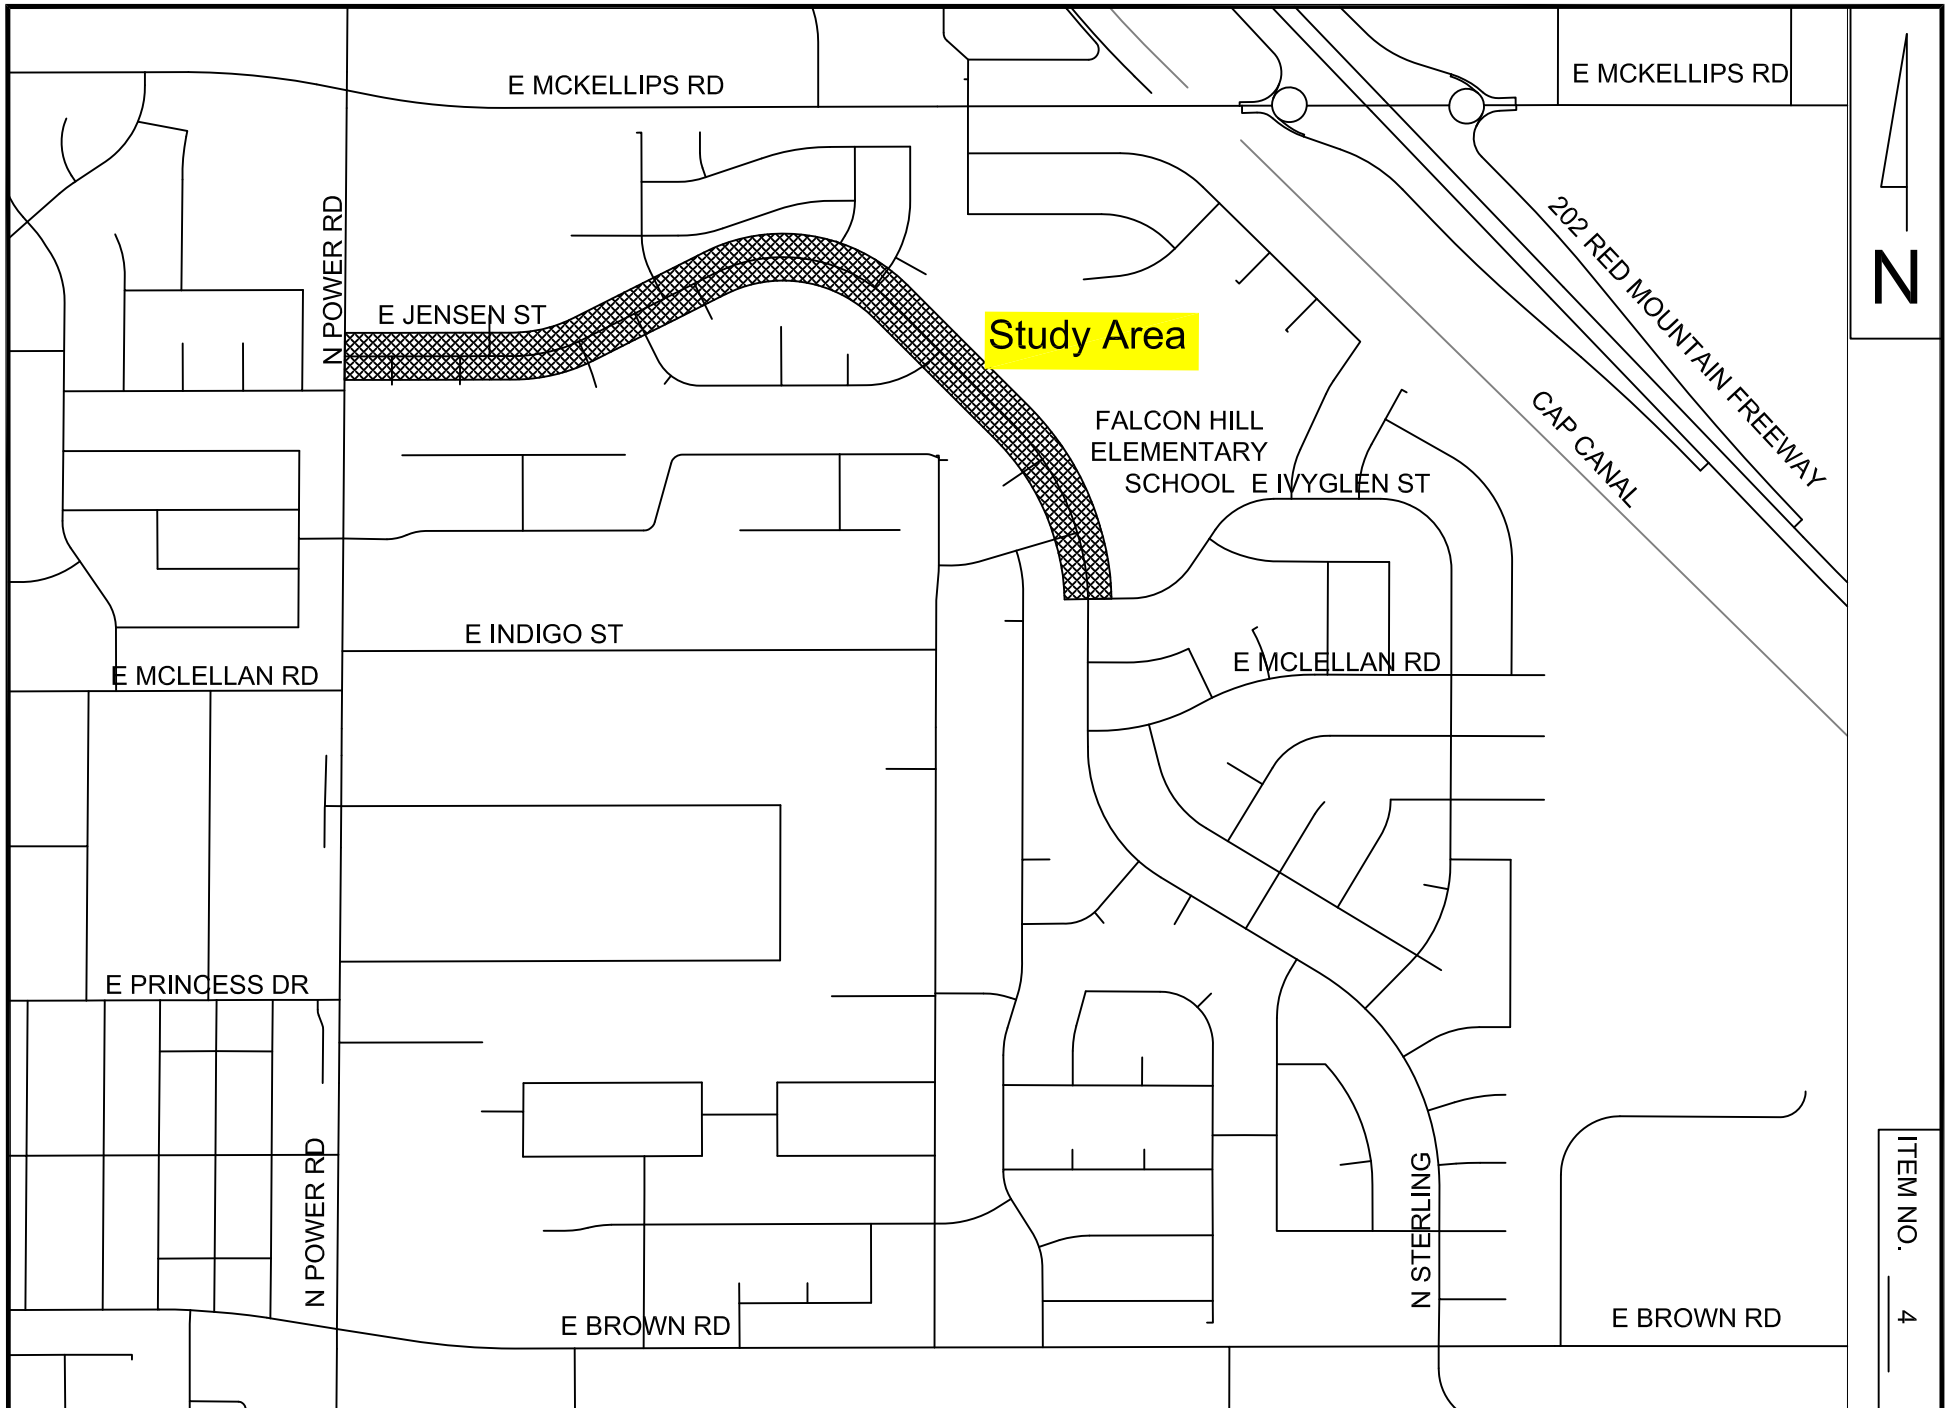 E MCKELLIPS RD
E MCKELLIPS RD
N POWER RD
202 RED MOUNTAIN FREEWAY
N
E JENSEN ST
Study Area
CAP CANAL
FALCON HILL
ELEMENTARY
SCHOOL
E IVYGLEN ST
E INDIGO ST
E MCLELLAN RD
E MCLELLAN RD
E PRINCESS DR
N POWER RD
N STERLING
ITEM NO. 4
E BROWN RD
E BROWN RD